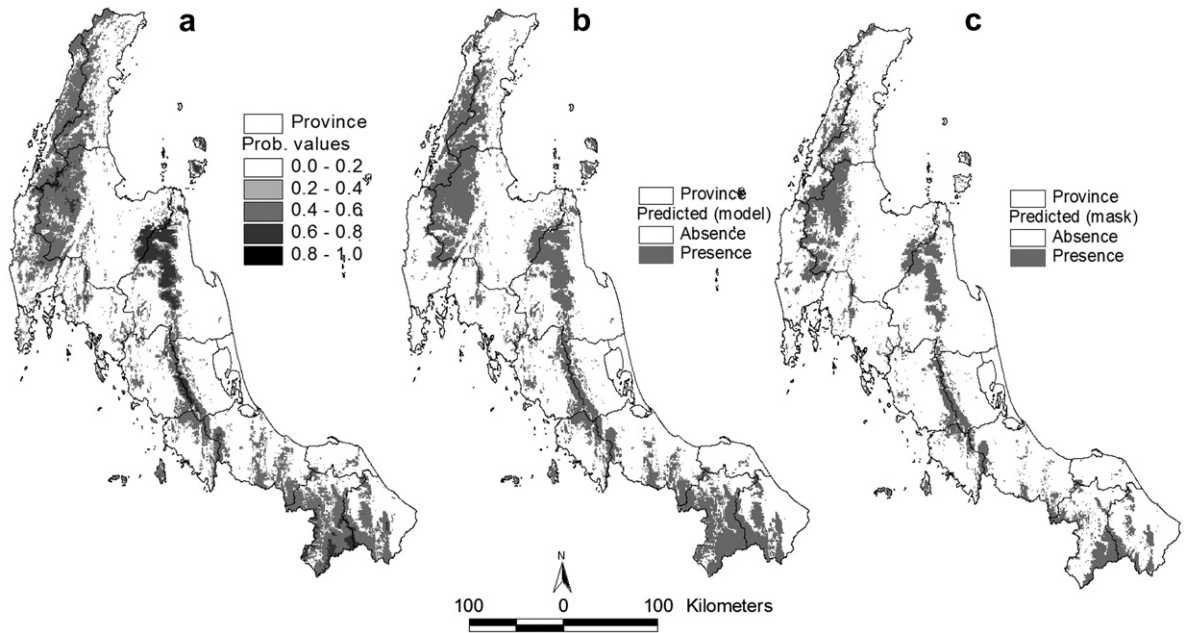 a
Province
Prob. values
0.0 - 0.2
0.2 - 0.4
0.4 - 0.6
0.6 - 0.8
0.8 - 1.0
b
Province
Predicted (model)
Absence
Presence
c
Province
Predicted (mask)
Absence
Presence
N
100 0 100 Kilometers